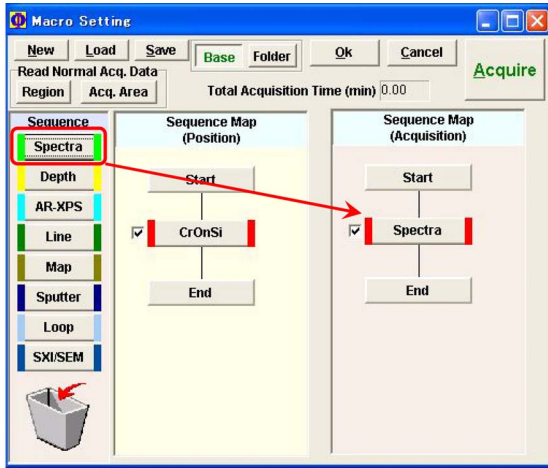 Macro Setting
New Load Save Base Folder Ok Cancel Acquire
Read Normal Acq. Data
Region Acq. Area Total Acquisition Time (min) 0.00
Sequence
Spectra
Depth
AR-XPS
Line
Map
Sputter
Loop
SXI/SEM
Sequence Map
(Position)
Start
CrOnSi
End
Sequence Map
(Acquisition)
Start
Spectra
End